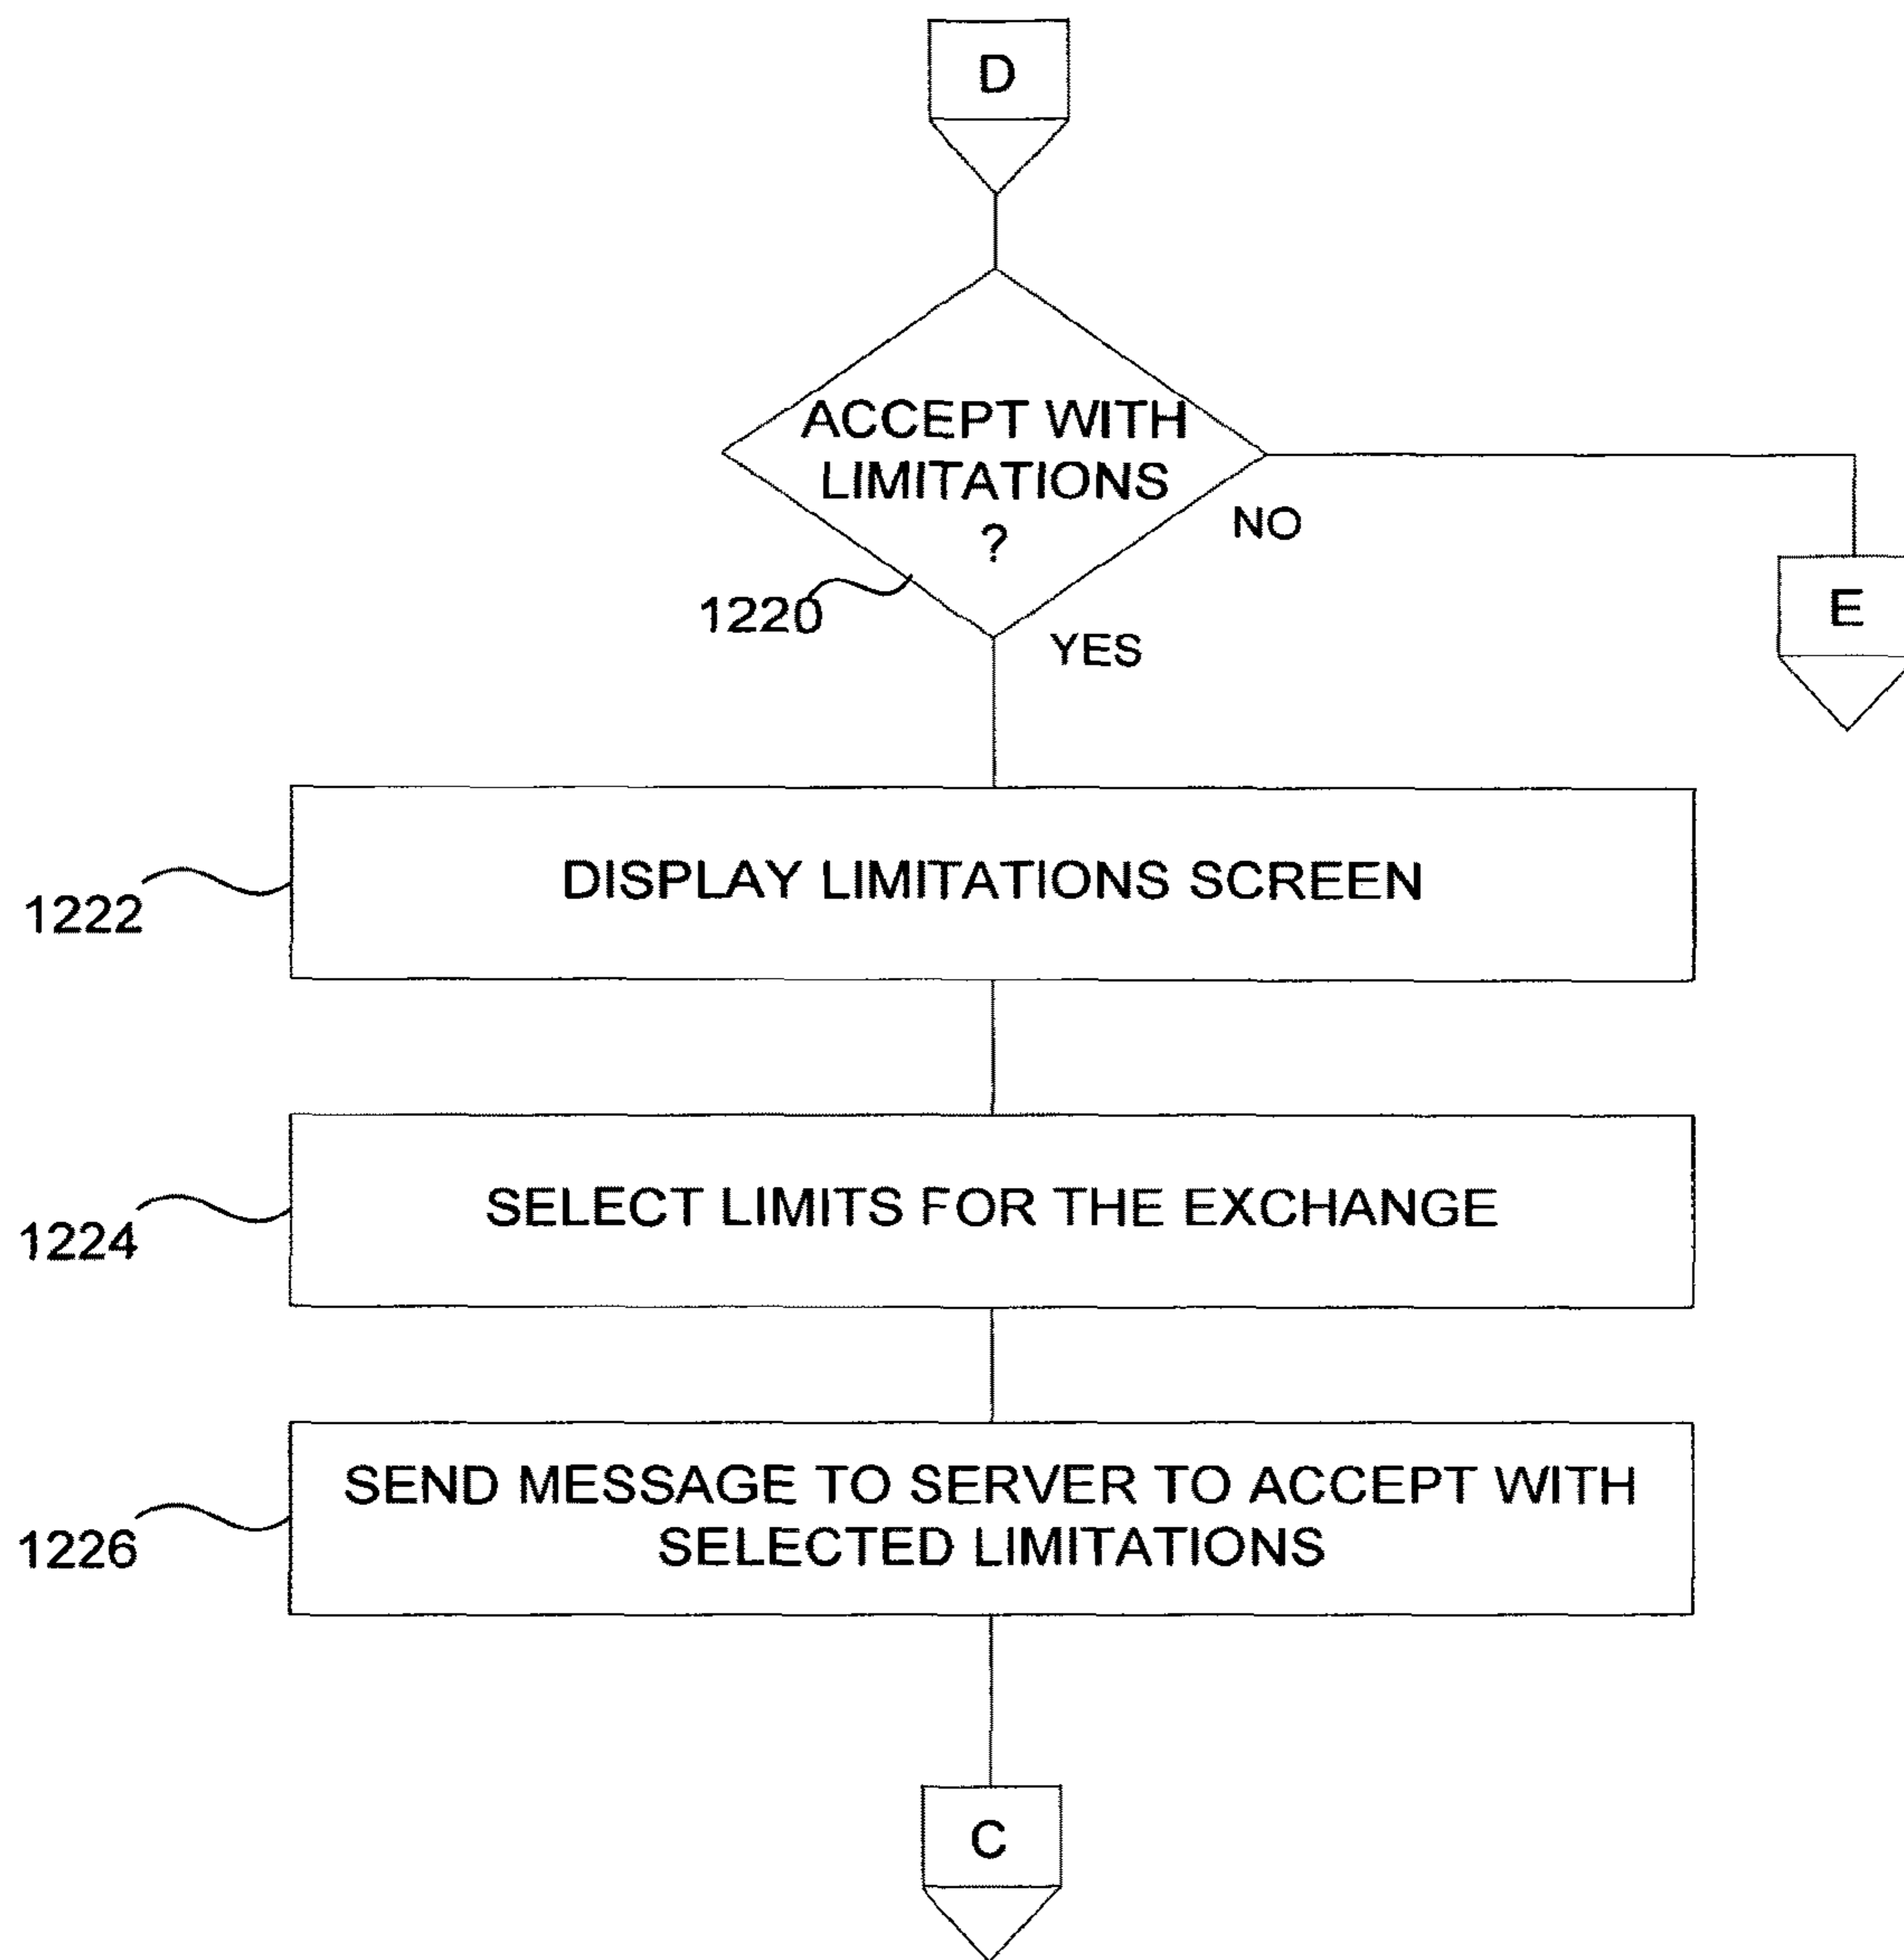 D
ACCEPT WITH
LIMITATIONS
?
NO
1220
YES
E
DISPLAY LIMITATIONS SCREEN
1222
SELECT LIMITS FOR THE EXCHANGE
1224
SEND MESSAGE TO SERVER TO ACCEPT WITH
SELECTED LIMITATIONS
1226
C